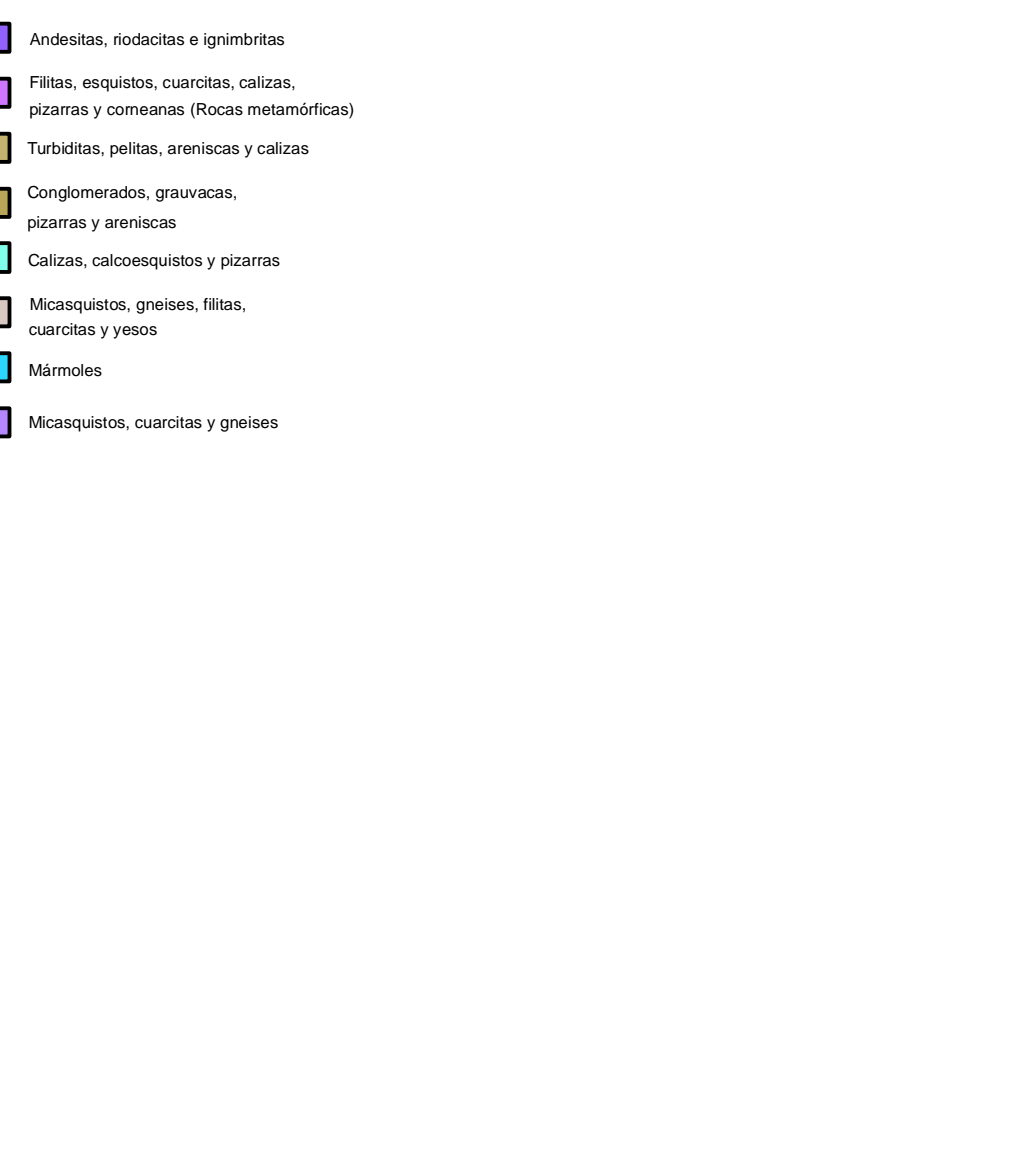 Andesitas, riodacitas e ignimbritas
Filitas, esquistos, cuarcitas, calizas,
pizarras y corneanas (Rocas metamórficas)
Turbiditas, pelitas, areniscas y calizas
Conglomerados, grauvacas,
pizarras y areniscas
Calizas, calcoesquistos y pizarras
Micasquistos, gneises, filitas,
cuarcitas y yesos
Mármoles
Micasquistos, cuarcitas y gneises